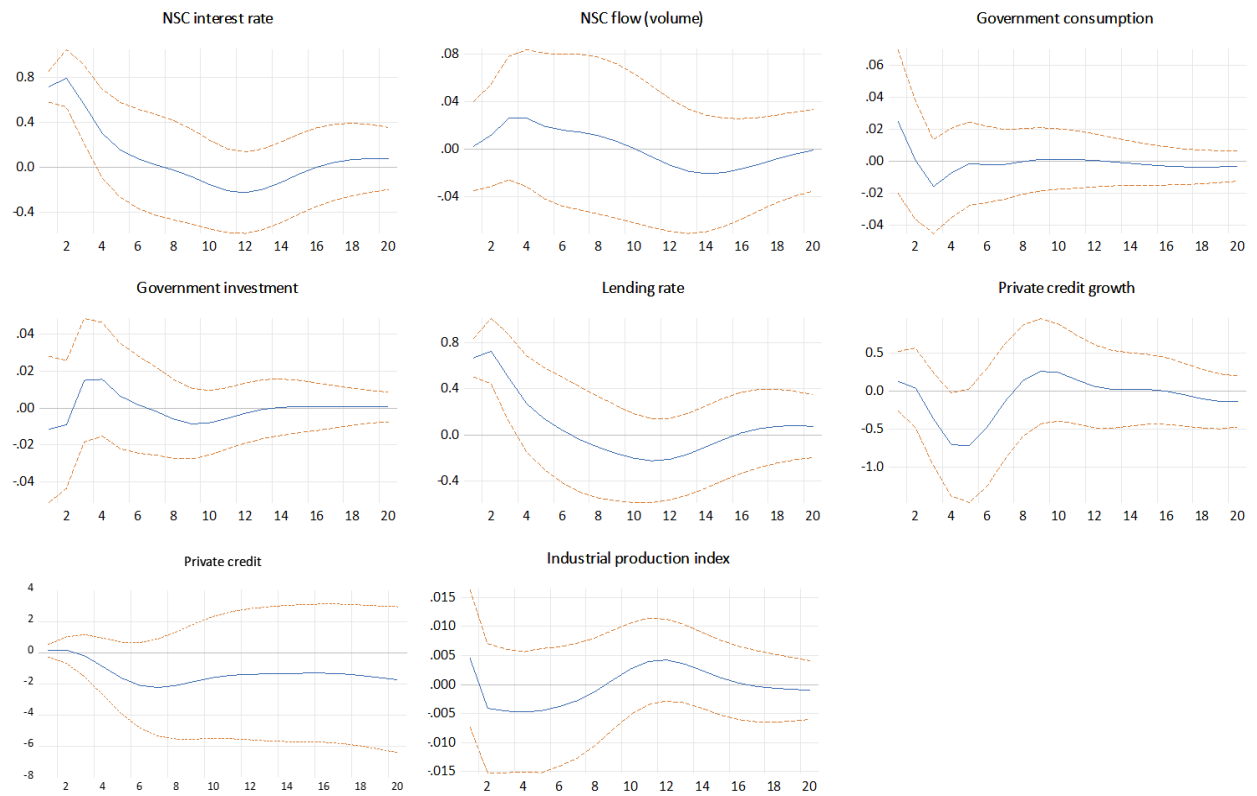 NSC interest rate
0.8
0.4
0.0
-0.4
2 4 6 8 10 12 14 16 18 20
NSC flow (volume)
.08
.04
.00
-.04
2 4 6 8 10 12 14 16 18 20
Government consumption
.06
.04
.02
.00
-.02
-.04
2 4 6 8 10 12 14 16 18 20
Government investment
.04
.02
.00
-.02
-.04
2 4 6 8 10 12 14 16 18 20
Lending rate
0.8
0.4
0.0
-0.4
2 4 6 8 10 12 14 16 18 20
Private credit growth
0.5
0.0
-0.5
-1.0
2 4 6 8 10 12 14 16 18 20
Private credit
4
2
0
-2
-4
-6
-8
2 4 6 8 10 12 14 16 18 20
Industrial production index
.015
.010
.005
.000
-.005
-.010
-.015
2 4 6 8 10 12 14 16 18 20